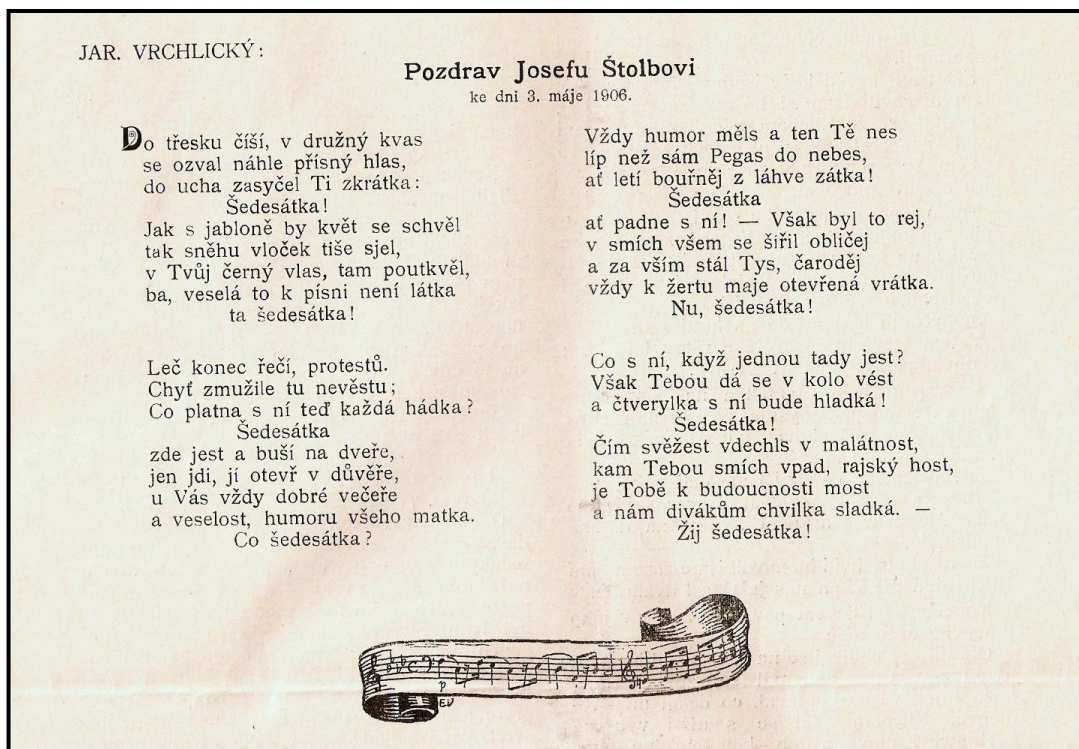 JAR. VRCHLICKÝ:
Pozdrav Josefu Štolbovi
ke dni 3. máje 1906.
Do třesku číší, v družný kvas
se ozval náhle přísný hlas,
do ucha zasyčel Ti zkrátka:
Šedesátka!
Jak s jabloně by květ se schvěl
tak sněhu vloček tiše sjel,
v Tvůj černý vlas, tam poutkvěl,
ba, veselá to k písni není látka
ta šedesátka!
Leč konec řečí, protestů.
Chyť zmužile tu nevěstu;
Co platna s ní teď každá hádka?
Šedesátka
zde jest a buší na dveře,
jen jdi, jí otevř v důvěře,
u Vás vždy dobré večeře
a veselost, humoru všeho matka.
Co šedesátka?
Vždy humor měls a ten Tě nes
líp než sám Pegas do nebes,
ať letí bouřněj z láhve zátka!
Šedesátka
ať padne s ní! — Však byl to rej,
v smích všem se šířil obličej
a za vším stál Tys, čaroděj
vždy k žertu maje otevřená vrátka.
Nu, šedesátka!
Co s ní, když jednou tady jest?
Však Tebou dá se v kolo vést
a čtverylka s ní bude hladká!
Šedesátka!
Čím svěžest vdechls v malátnost,
kam Tebou smích vpad, rajský host,
je Tobě k budoucnosti most
a nám divákům chvilka sladká. —
Žij šedesátka!
p
EV